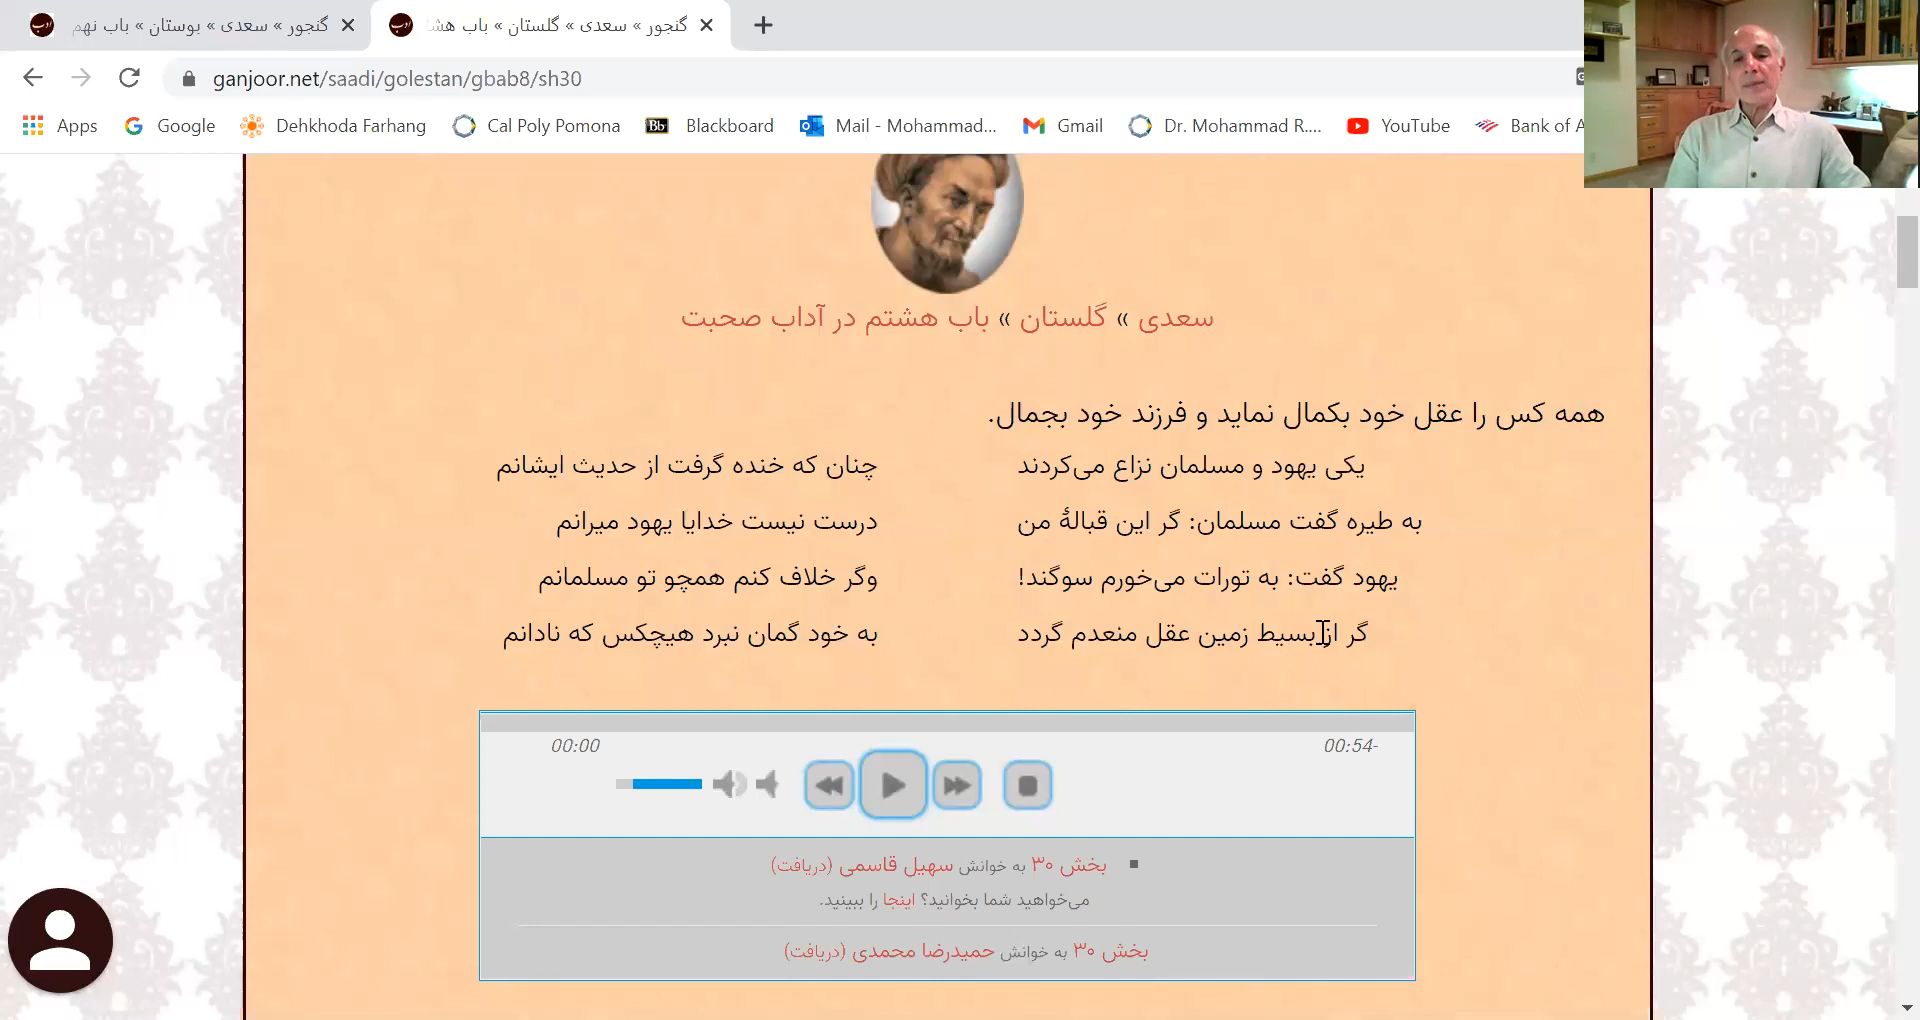 گنجور » سعدی » بوستان » باب نهم
گنجور » سعدی » گلستان » باب هشت
ganjoor.net/saadi/golestan/gbab8/sh30
Apps Google Dehkhoda Farhang Cal Poly Pomona Bb Blackboard Mail - Mohammad... Gmail Dr. Mohammad R.... YouTube Bank of A
سعدی » گلستان » باب هشتم در آداب صحبت
همه کس را عقل خود بکمال نماید و فرزند خود بجمال.
یکی یهود و مسلمان نزاع می‌کردند چنان که خنده گرفت از حدیث ایشانم
به طیره گفت مسلمان: گر این قبالهٔ من درست نیست خدایا یهود میرانم
یهود گفت: به تورات می‌خورم سوگند! وگر خلاف کنم همچو تو مسلمانم
گر از بسیط زمین عقل منعدم گردد به خود گمان نبرد هیچکس که نادانم
00:00 00:54-
بخش ۳۰ به خوانش سهیل قاسمی (دریافت)
می‌خواهید شما بخوانید؟ اینجا را ببینید.
بخش ۳۰ به خوانش حمیدرضا محمدی (دریافت)